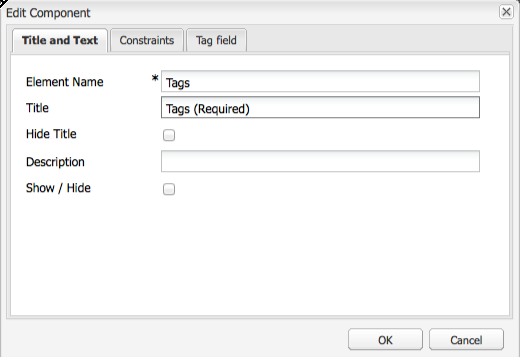 Edit Component
Title and Text Constraints Tag field
Element Name * Tags
Title Tags (Required)
Hide Title
Description
Show / Hide
OK Cancel